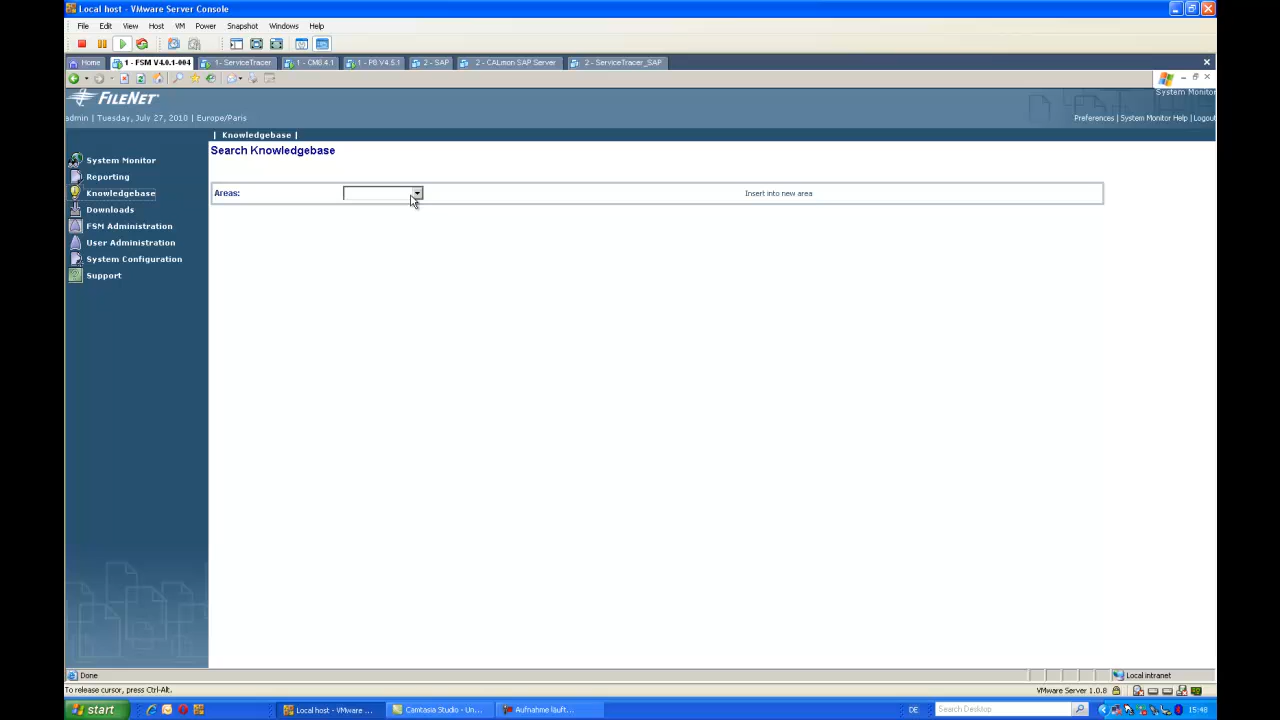 Local host - VMware Server Console
File Edit View Host VM Power Snapshot Windows Help
Home 1 - FSM V4.0.1-004 1- ServiceTracer 1 - CM8.4.1 1 - P8 V4.5.1 2 - SAP 2 - CALmon SAP Server 2 - ServiceTracer_SAP
FILENET
System Monitor
admin | Tuesday, July 27, 2010 | Europe/Paris
Preferences | System Monitor Help | Logout
| Knowledgebase |
Search Knowledgebase
System Monitor
Reporting
Knowledgebase
Areas:
Insert into new area
Downloads
FSM Administration
User Administration
System Configuration
Support
Done
Local intranet
To release cursor, press Ctrl-Alt.
VMware Server 1.0.8
start
Local host - VMware ...
Camtasia Studio - Un...
Aufnahme läuft...
DE
Search Desktop
15:48